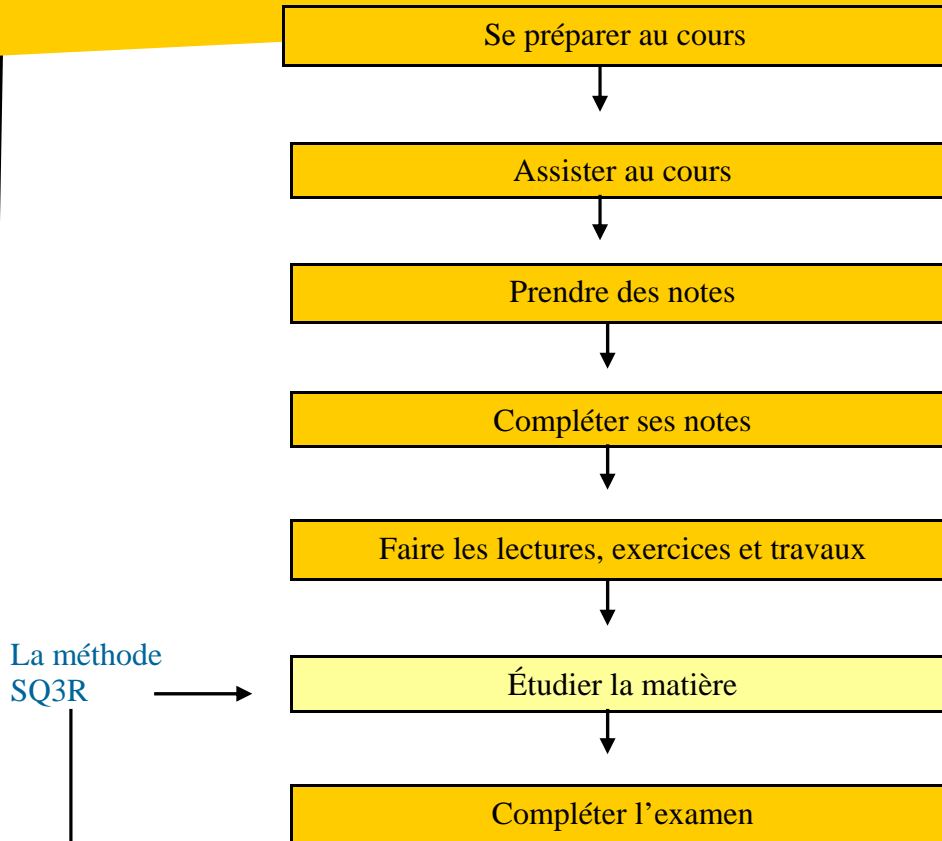 Se préparer au cours
Assister au cours
Prendre des notes
Compléter ses notes
Faire les lectures, exercices et travaux
La méthode
SQ3R
Étudier la matière
Compléter l’examen